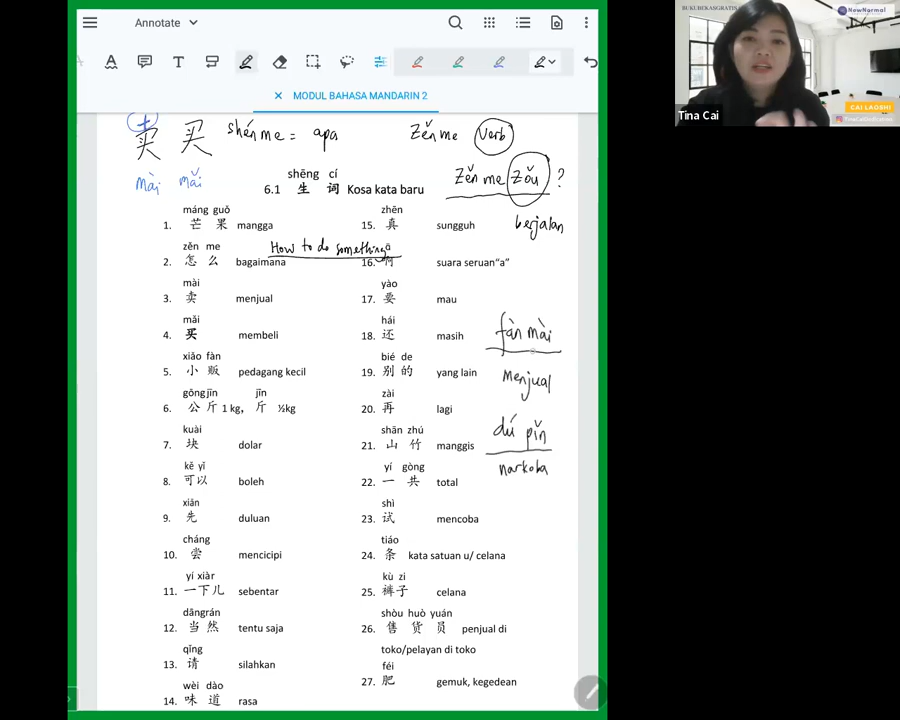 Annotate
MODUL BAHASA MANDARIN 2
BUKUBEKASGRATIS
NewNormal
Tina Cai
CAI LAOSHI
卖 买 shénme = apa zěnme verb
mài mǎi
zěnme zǒu ?
berjalan
shēng cí
6.1 生 词 Kosa kata baru
máng guǒ
1. 芒 果 mangga
zěn me How to do something
2. 怎 么 bagaimana
mài
3. 卖 menjual
mǎi
4. 买 membeli
xiǎo fàn
5. 小 贩 pedagang kecil
gōngjīn jīn
6. 公 斤 1 kg, 斤 ½kg
kuài
7. 块 dolar
kě yǐ
8. 可以 boleh
xiān
9. 先 duluan
cháng
10. 尝 mencicipi
yí xiàr
11. 一下儿 sebentar
dāngrán
12. 当 然 tentu saja
qǐng
13. 请 silahkan
wèi dào
14. 味 道 rasa
zhēn
15. 真 sungguh
ā
16. 啊 suara seruan“a”
yào
17. 要 mau
hái
18. 还 masih
bié de
19. 别 的 yang lain
zài
20. 再 lagi
shān zhú
21. 山 竹 manggis
yí gòng
22. 一 共 total
shì
23. 试 mencoba
tiáo
24. 条 kata satuan u/ celana
kù zi
25. 裤子 celana
shòu huò yuán
26. 售 货 员 penjual di
toko/pelayan di toko
féi
27. 肥 gemuk, kegedean
fàn mài
menjual
dú pǐn
narkoba